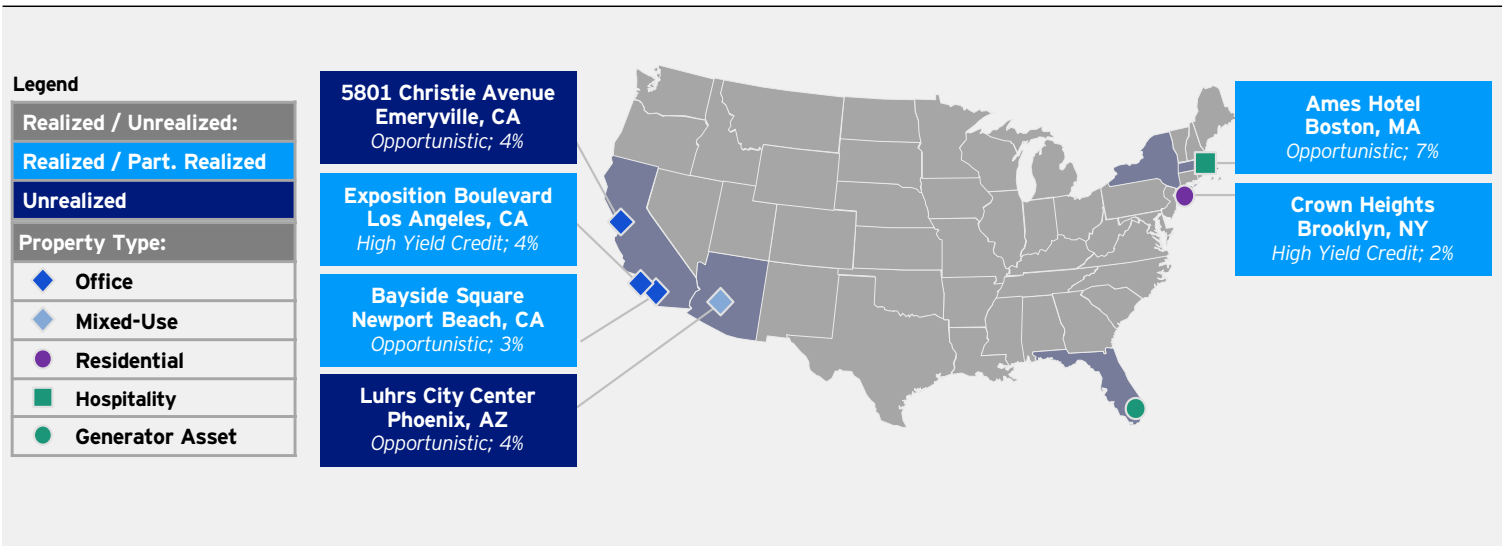 Legend
Realized / Unrealized:
Realized / Part. Realized
Unrealized
Property Type:
Office
Mixed-Use
Residential
Hospitality
Generator Asset
5801 Christie Avenue
Emeryville, CA
Opportunistic; 4%
Exposition Boulevard
Los Angeles, CA
High Yield Credit; 4%
Bayside Square
Newport Beach, CA
Opportunistic; 3%
Luhrs City Center
Phoenix, AZ
Opportunistic; 4%
Ames Hotel
Boston, MA
Opportunistic; 7%
Crown Heights
Brooklyn, NY
High Yield Credit; 2%